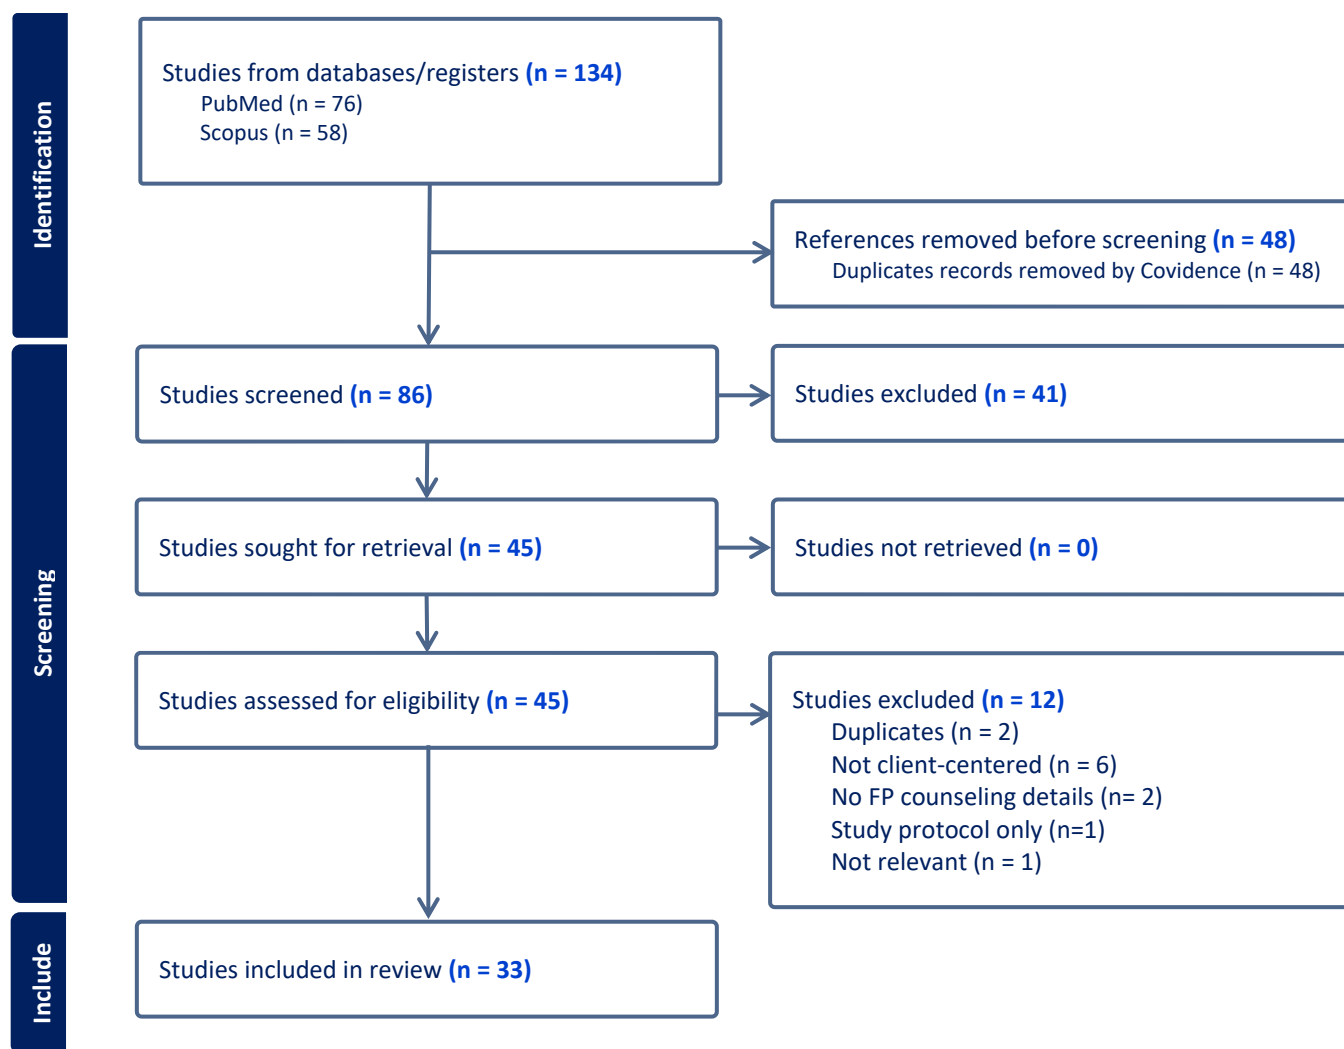 Identification
Studies from databases/registers (n = 134)
PubMed (n = 76)
Scopus (n = 58)
References removed before screening (n = 48)
Duplicates records removed by Covidence (n = 48)
Screening
Studies screened (n = 86)
Studies excluded (n = 41)
Studies sought for retrieval (n = 45)
Studies not retrieved (n = 0)
Studies assessed for eligibility (n = 45)
Studies excluded (n = 12)
Duplicates (n = 2)
Not client-centered (n = 6)
No FP counseling details (n= 2)
Study protocol only (n=1)
Not relevant (n = 1)
Include
Studies included in review (n = 33)